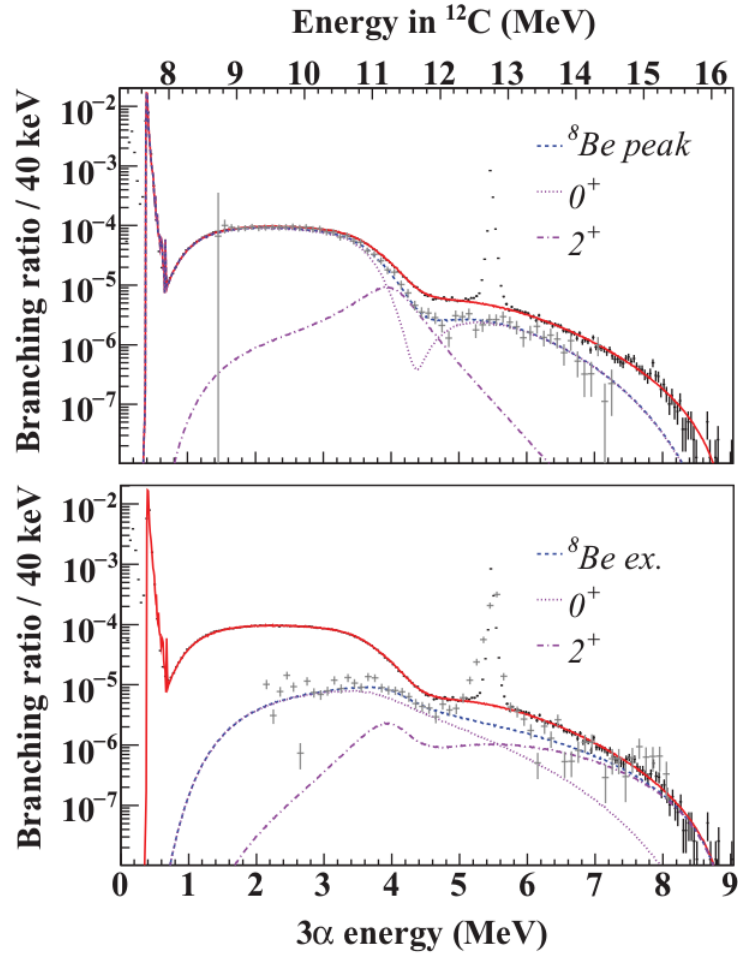 Energy in ¹²C (MeV)
8 9 10 11 12 13 14 15 16
Branching ratio / 40 keV
10⁻²
10⁻³
10⁻⁴
10⁻⁵
10⁻⁶
10⁻⁷
⁸Be peak
0⁺
2⁺
Branching ratio / 40 keV
10⁻²
10⁻³
10⁻⁴
10⁻⁵
10⁻⁶
10⁻⁷
⁸Be ex.
0⁺
2⁺
0 1 2 3 4 5 6 7 8 9
3α energy (MeV)